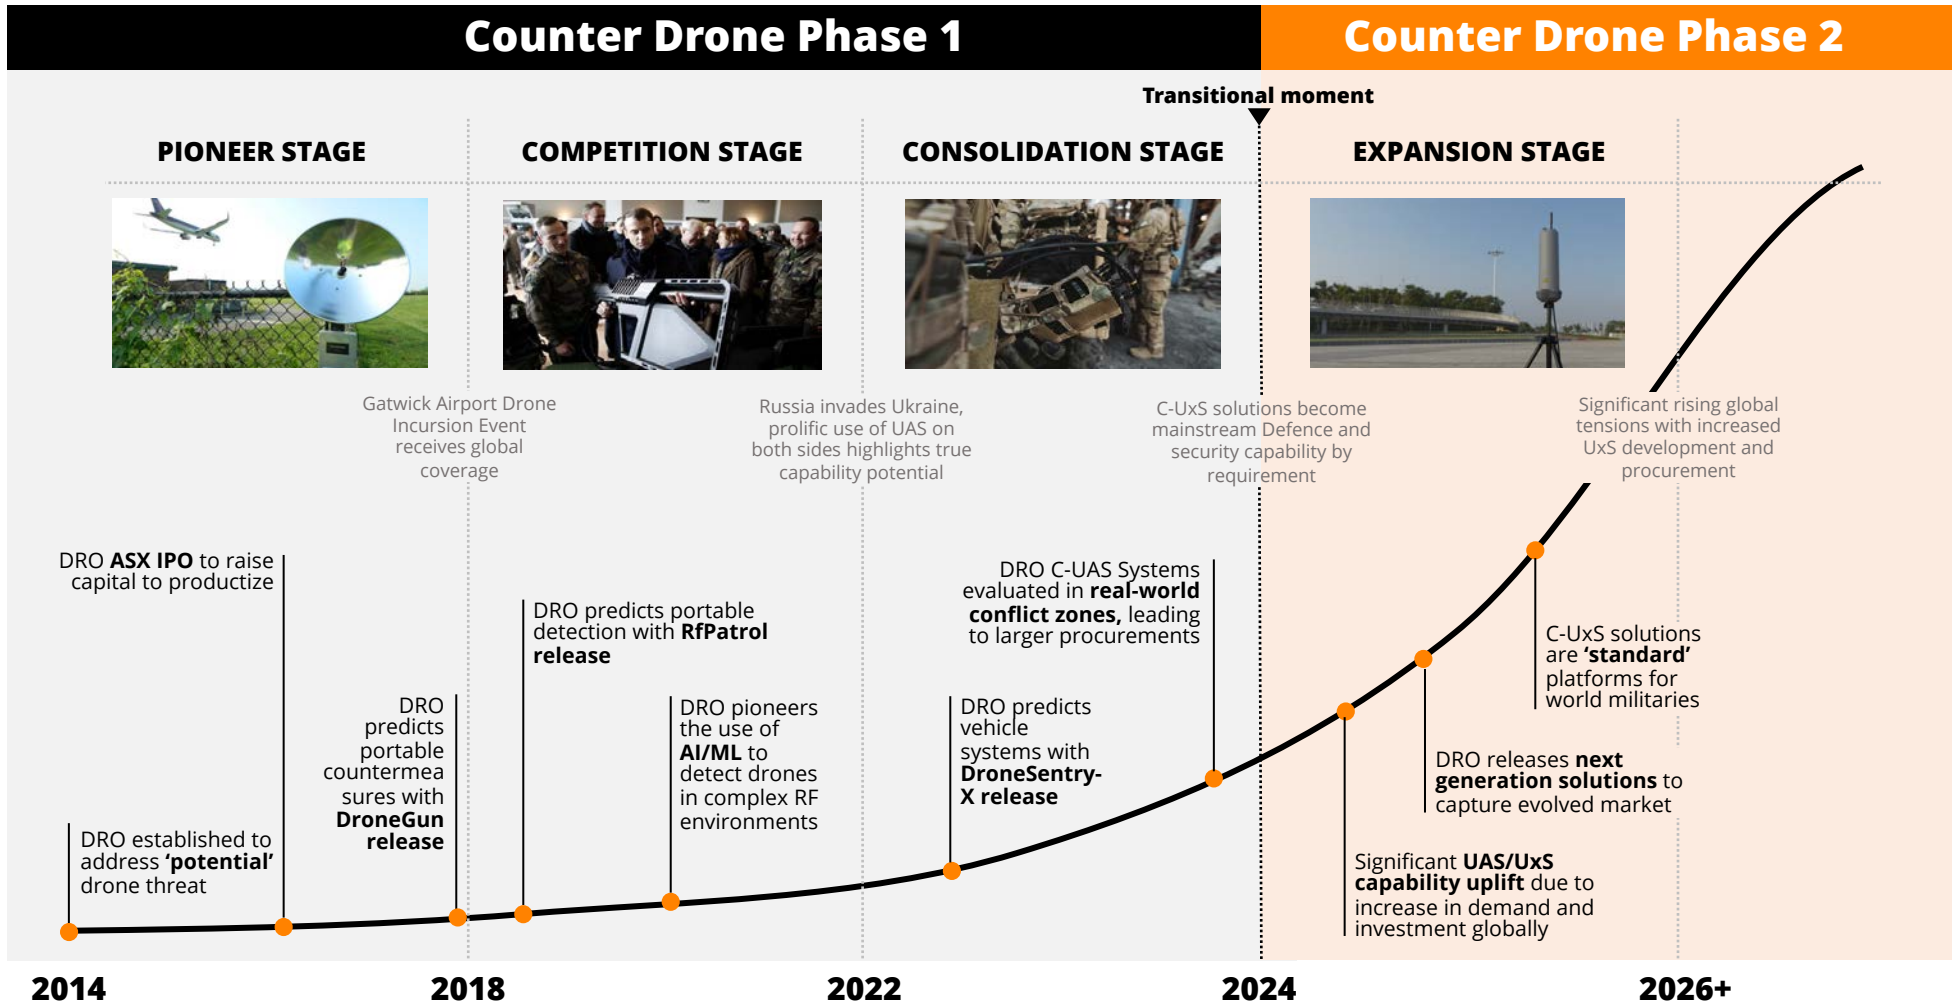 Counter Drone Phase 1
Counter Drone Phase 2
Transitional moment
PIONEER STAGE
COMPETITION STAGE
CONSOLIDATION STAGE
EXPANSION STAGE
Gatwick Airport Drone
Incursion Event
receives global
coverage
Russia invades Ukraine,
prolific use of UAS on
both sides highlights true
capability potential
C-UxS solutions become
mainstream Defence and
security capability by
requirement
Significant rising global
tensions with increased
UxS development and
procurement
DRO established to
address ‘potential’
drone threat
DRO ASX IPO to raise
capital to productize
DRO
predicts
portable
countermea
sures with
DroneGun
release
DRO predicts portable
detection with RfPatrol
release
DRO pioneers
the use of
AI/ML to
detect drones
in complex RF
environments
DRO predicts
vehicle
systems with
DroneSentry-
X release
DRO C-UAS Systems
evaluated in real-world
conflict zones, leading
to larger procurements
Significant UAS/UxS
capability uplift due to
increase in demand and
investment globally
DRO releases next
generation solutions to
capture evolved market
C-UxS solutions
are ‘standard’
platforms for
world militaries
2014
2018
2022
2024
2026+